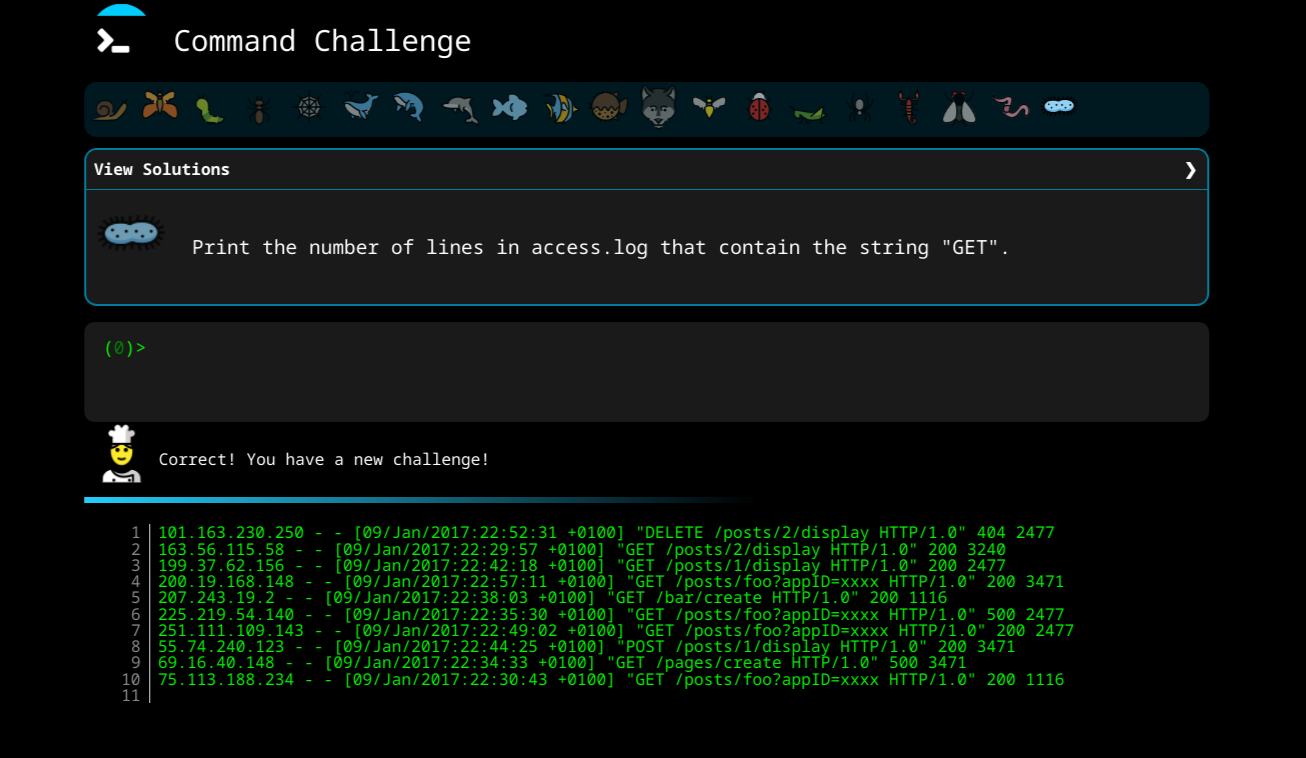 Command Challenge
View Solutions ❯
Print the number of lines in access.log that contain the string "GET".
(0)>
Correct! You have a new challenge!
1 101.163.230.250 - - [09/Jan/2017:22:52:31 +0100] "DELETE /posts/2/display HTTP/1.0" 404 2477
2 163.56.115.58 - - [09/Jan/2017:22:29:57 +0100] "GET /posts/2/display HTTP/1.0" 200 3240
3 199.37.62.156 - - [09/Jan/2017:22:42:18 +0100] "GET /posts/1/display HTTP/1.0" 200 2477
4 200.19.168.148 - - [09/Jan/2017:22:57:11 +0100] "GET /posts/foo?appID=xxxx HTTP/1.0" 200 3471
5 207.243.19.2 - - [09/Jan/2017:22:38:03 +0100] "GET /bar/create HTTP/1.0" 200 1116
6 225.219.54.140 - - [09/Jan/2017:22:35:30 +0100] "GET /posts/foo?appID=xxxx HTTP/1.0" 500 2477
7 251.111.109.143 - - [09/Jan/2017:22:49:02 +0100] "GET /posts/foo?appID=xxxx HTTP/1.0" 200 2477
8 55.74.240.123 - - [09/Jan/2017:22:44:25 +0100] "POST /posts/1/display HTTP/1.0" 200 3471
9 69.16.40.148 - - [09/Jan/2017:22:34:33 +0100] "GET /pages/create HTTP/1.0" 500 3471
10 75.113.188.234 - - [09/Jan/2017:22:30:43 +0100] "GET /posts/foo?appID=xxxx HTTP/1.0" 200 1116
11